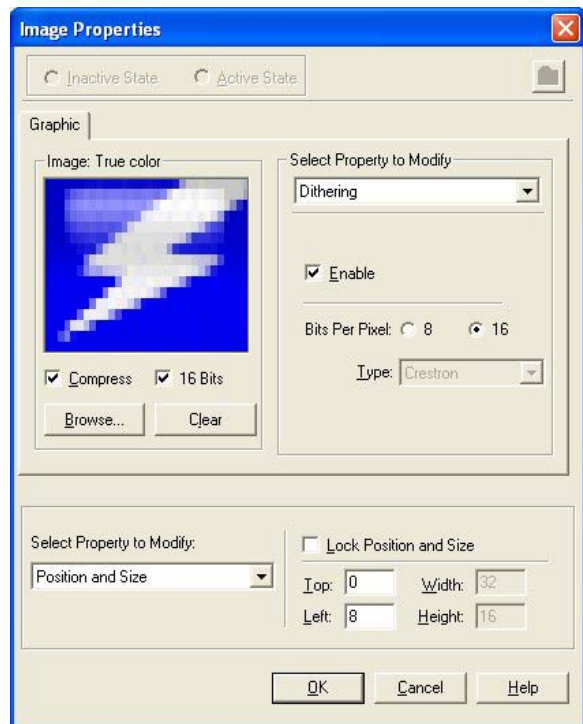 Image Properties
Inactive State Active State
Graphic
Image: True color
Compress 16 Bits
Browse... Clear
Select Property to Modify
Dithering
Enable
Bits Per Pixel: 8 16
Type: Crestron
Select Property to Modify:
Position and Size
Lock Position and Size
Top: 0 Width: 32
Left: 8 Height: 16
OK Cancel Help